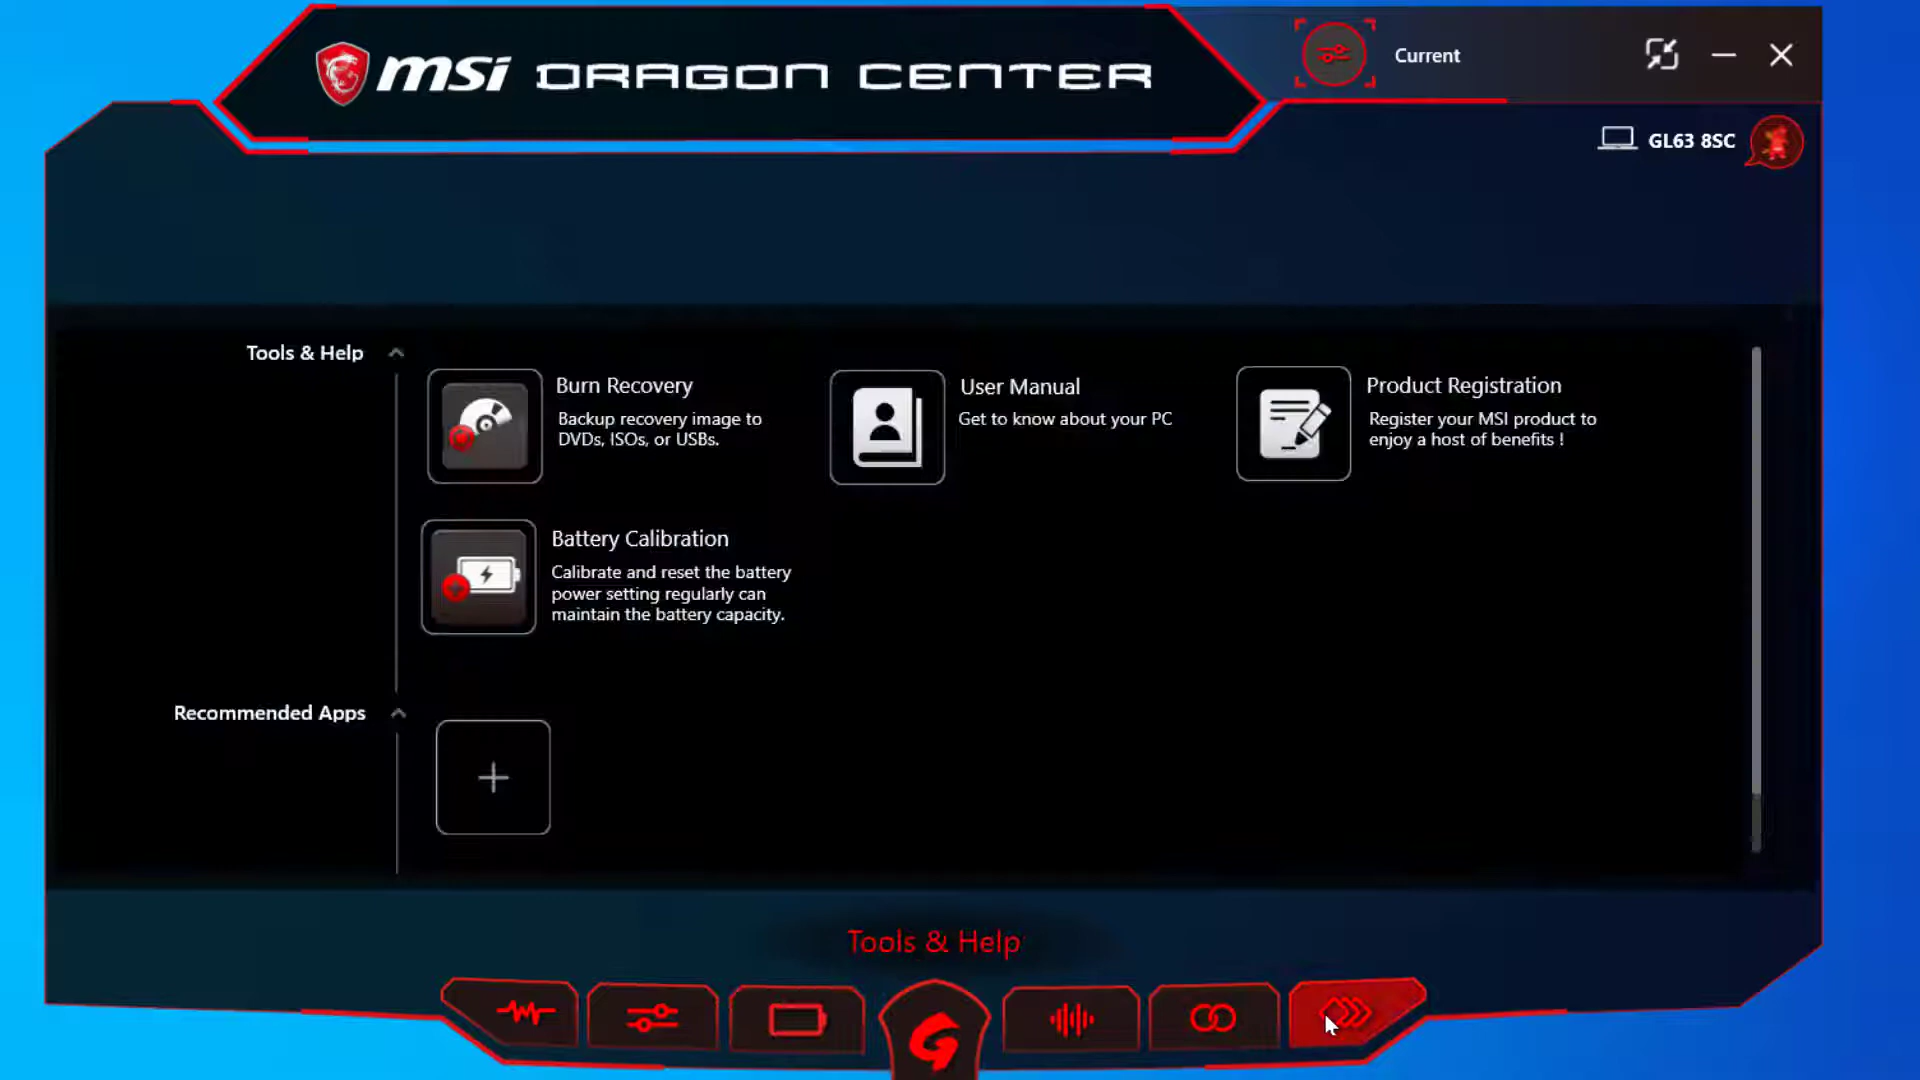 msi DRAGON CENTER
Current
GL63 8SC
Tools & Help
Burn Recovery
Backup recovery image to
DVDs, ISOs, or USBs.
User Manual
Get to know about your PC
Product Registration
Register your MSI product to
enjoy a host of benefits !
Battery Calibration
Calibrate and reset the battery
power setting regularly can
maintain the battery capacity.
Recommended Apps
Tools & Help